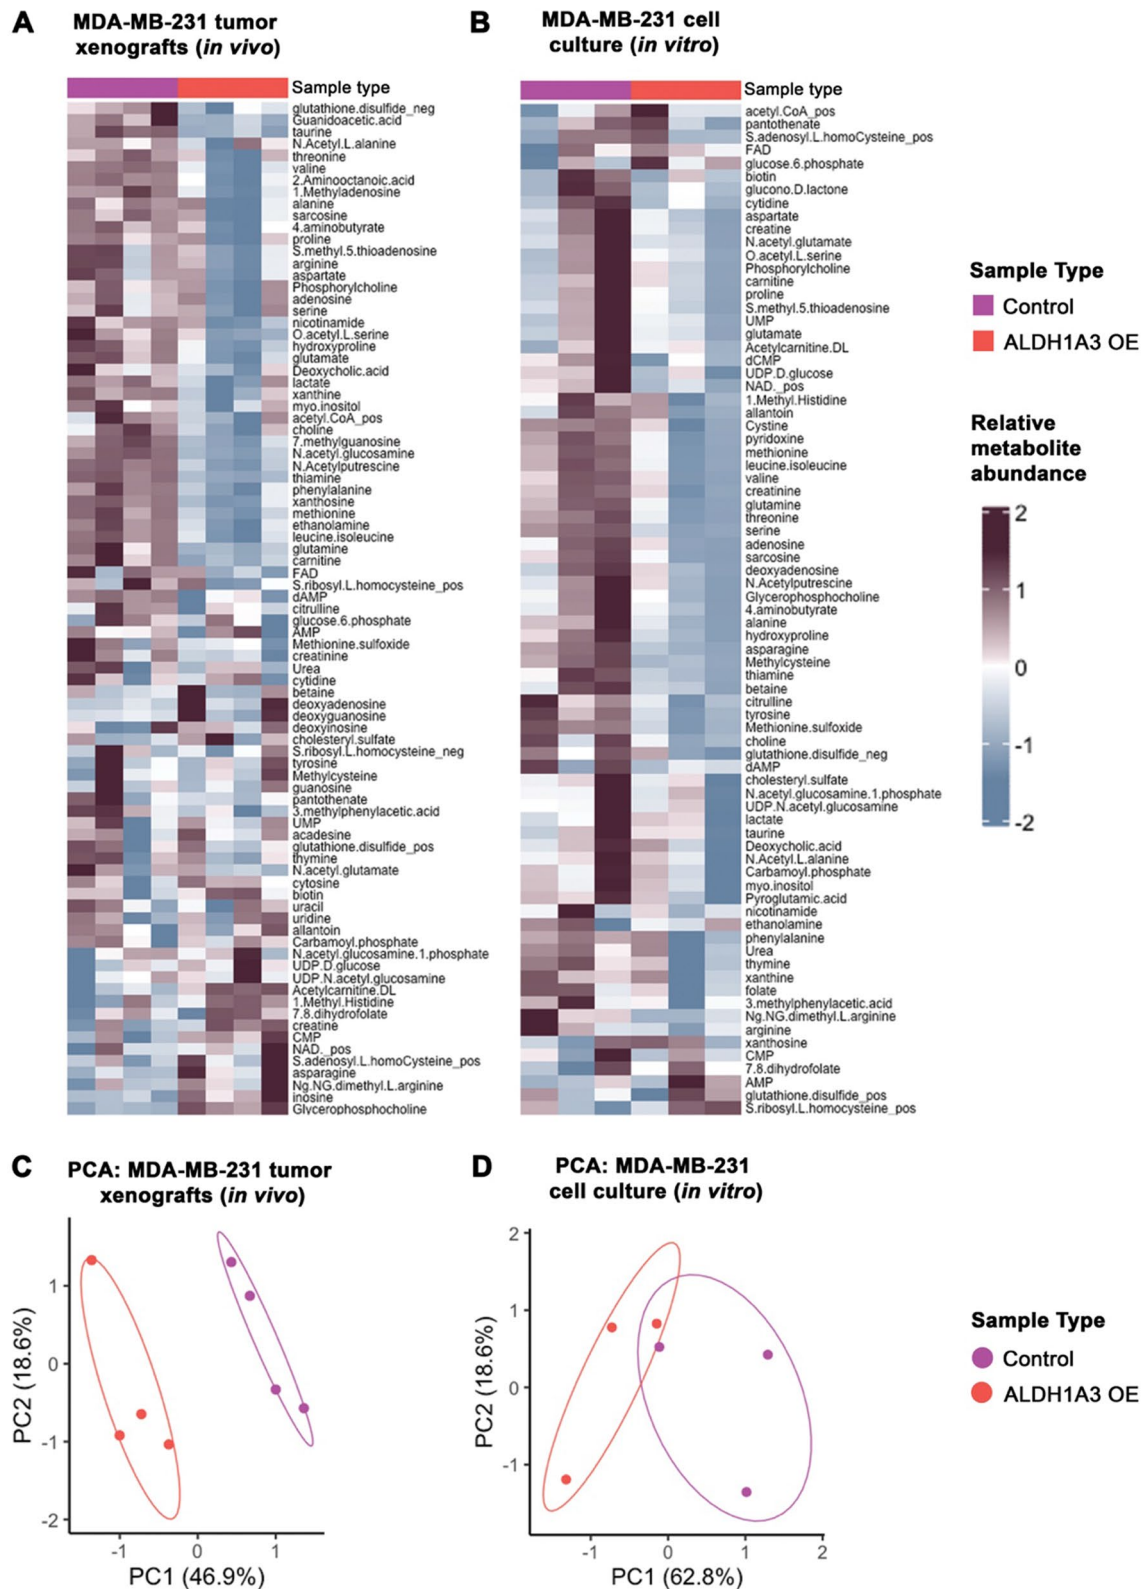 A
MDA-MB-231 tumor
xenografts (in vivo)
Sample type
glutathione.disulfide_neg
Guanidoacetic.acid
taurine
N.Acetyl.L.alanine
threonine
valine
2.Aminooctanoic.acid
1.Methyladenosine
alanine
sarcosine
4.aminobutyrate
proline
S.methyl.5.thioadenosine
arginine
aspartate
Phosphorylcholine
adenosine
serine
nicotinamide
O.acetyl.L.serine
hydroxyproline
glutamate
Deoxycholic.acid
lactate
xanthine
myo.inositol
acetyl.CoA_pos
choline
7.methylguanosine
N.acetyl.glucosamine
N.Acetylputrescine
thiamine
phenylalanine
xanthosine
methionine
ethanolamine
leucine.isoleucine
glutamine
carnitine
FAD
S.ribosyl.L.homocysteine_pos
dAMP
citrulline
glucose.6.phosphate
AMP
Methionine.sulfoxide
creatinine
Urea
cytidine
betaine
deoxyadenosine
deoxyguanosine
deoxyinosine
cholesteryl.sulfate
S.ribosyl.L.homocysteine_neg
tyrosine
Methylcysteine
guanosine
pantothenate
3.methylphenylacetic.acid
UMP
acadesine
glutathione.disulfide_pos
thymine
N.acetyl.glutamate
cytosine
biotin
uracil
uridine
allantoin
Carbamoyl.phosphate
N.acetyl.glucosamine.1.phosphate
UDP.D.glucose
UDP.N.acetyl.glucosamine
Acetylcarnitine.DL
1.Methyl.Histidine
7.8.dihydrofolate
creatine
CMP
NAD._pos
S.adenosyl.L.homoCysteine_pos
asparagine
Ng.NG.dimethyl.L.arginine
inosine
Glycerophosphocholine
B
MDA-MB-231 cell
culture (in vitro)
Sample type
acetyl.CoA_pos
pantothenate
S.adenosyl.L.homoCysteine_pos
FAD
glucose.6.phosphate
biotin
glucono.D.lactone
cytidine
aspartate
creatine
N.acetyl.glutamate
O.acetyl.L.serine
Phosphorylcholine
carnitine
proline
S.methyl.5.thioadenosine
UMP
glutamate
Acetylcarnitine.DL
dCMP
UDP.D.glucose
NAD._pos
1.Methyl.Histidine
allantoin
Cystine
pyridoxine
methionine
leucine.isoleucine
valine
creatinine
glutamine
threonine
serine
adenosine
sarcosine
deoxyadenosine
N.Acetylputrescine
Glycerophosphocholine
4.aminobutyrate
alanine
hydroxyproline
asparagine
Methylcysteine
thiamine
betaine
citrulline
tyrosine
Methionine.sulfoxide
choline
glutathione.disulfide_neg
dAMP
cholesteryl.sulfate
N.acetyl.glucosamine.1.phosphate
UDP.N.acetyl.glucosamine
lactate
taurine
Deoxycholic.acid
N.Acetyl.L.alanine
Carbamoyl.phosphate
myo.inositol
Pyroglutamic.acid
nicotinamide
ethanolamine
phenylalanine
Urea
thymine
xanthine
folate
3.methylphenylacetic.acid
Ng.NG.dimethyl.L.arginine
arginine
xanthosine
CMP
7.8.dihydrofolate
AMP
glutathione.disulfide_pos
S.ribosyl.L.homocysteine_pos
Sample Type
Control
ALDH1A3 OE
Relative
metabolite
abundance
2
1
0
-1
-2
C
PCA: MDA-MB-231 tumor
xenografts (in vivo)
PC2 (18.6%)
1
0
-1
-2
-1
0
1
PC1 (46.9%)
D
PCA: MDA-MB-231
cell culture (in vitro)
PC2 (18.6%)
2
1
0
-1
-1
0
1
2
PC1 (62.8%)
Sample Type
Control
ALDH1A3 OE